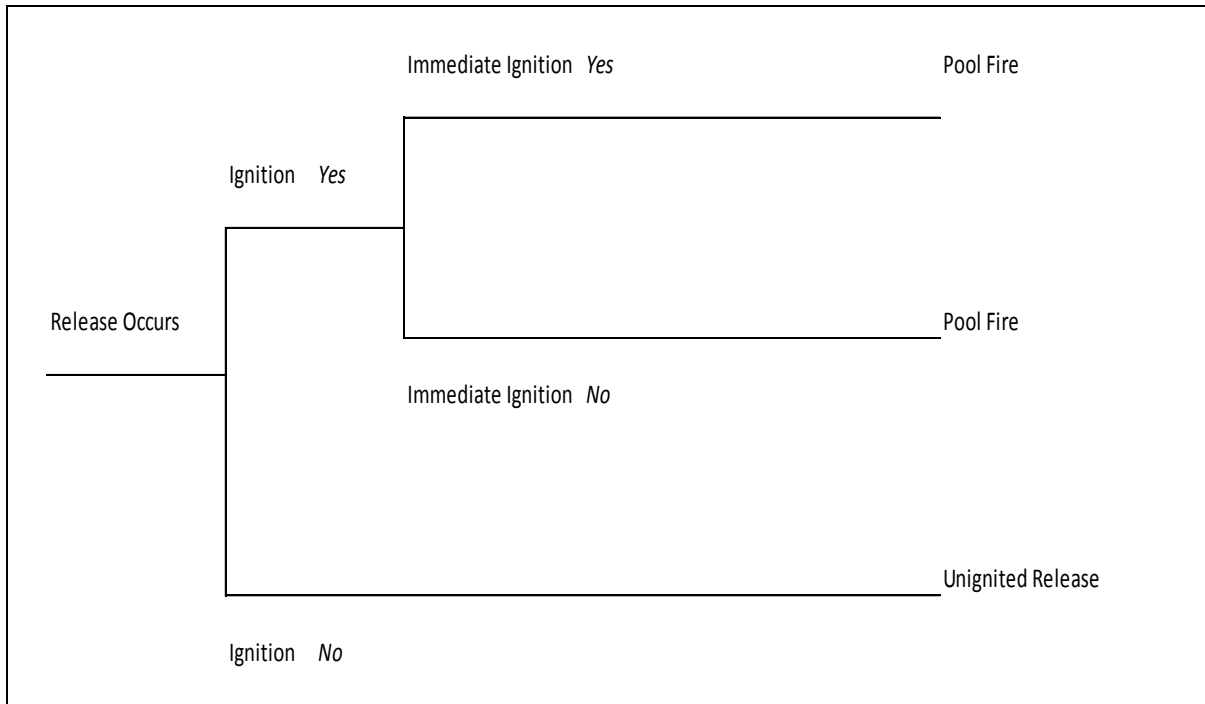 Immediate Ignition Yes
Pool Fire
Ignition Yes
Release Occurs
Pool Fire
Immediate Ignition No
Unignited Release
Ignition No